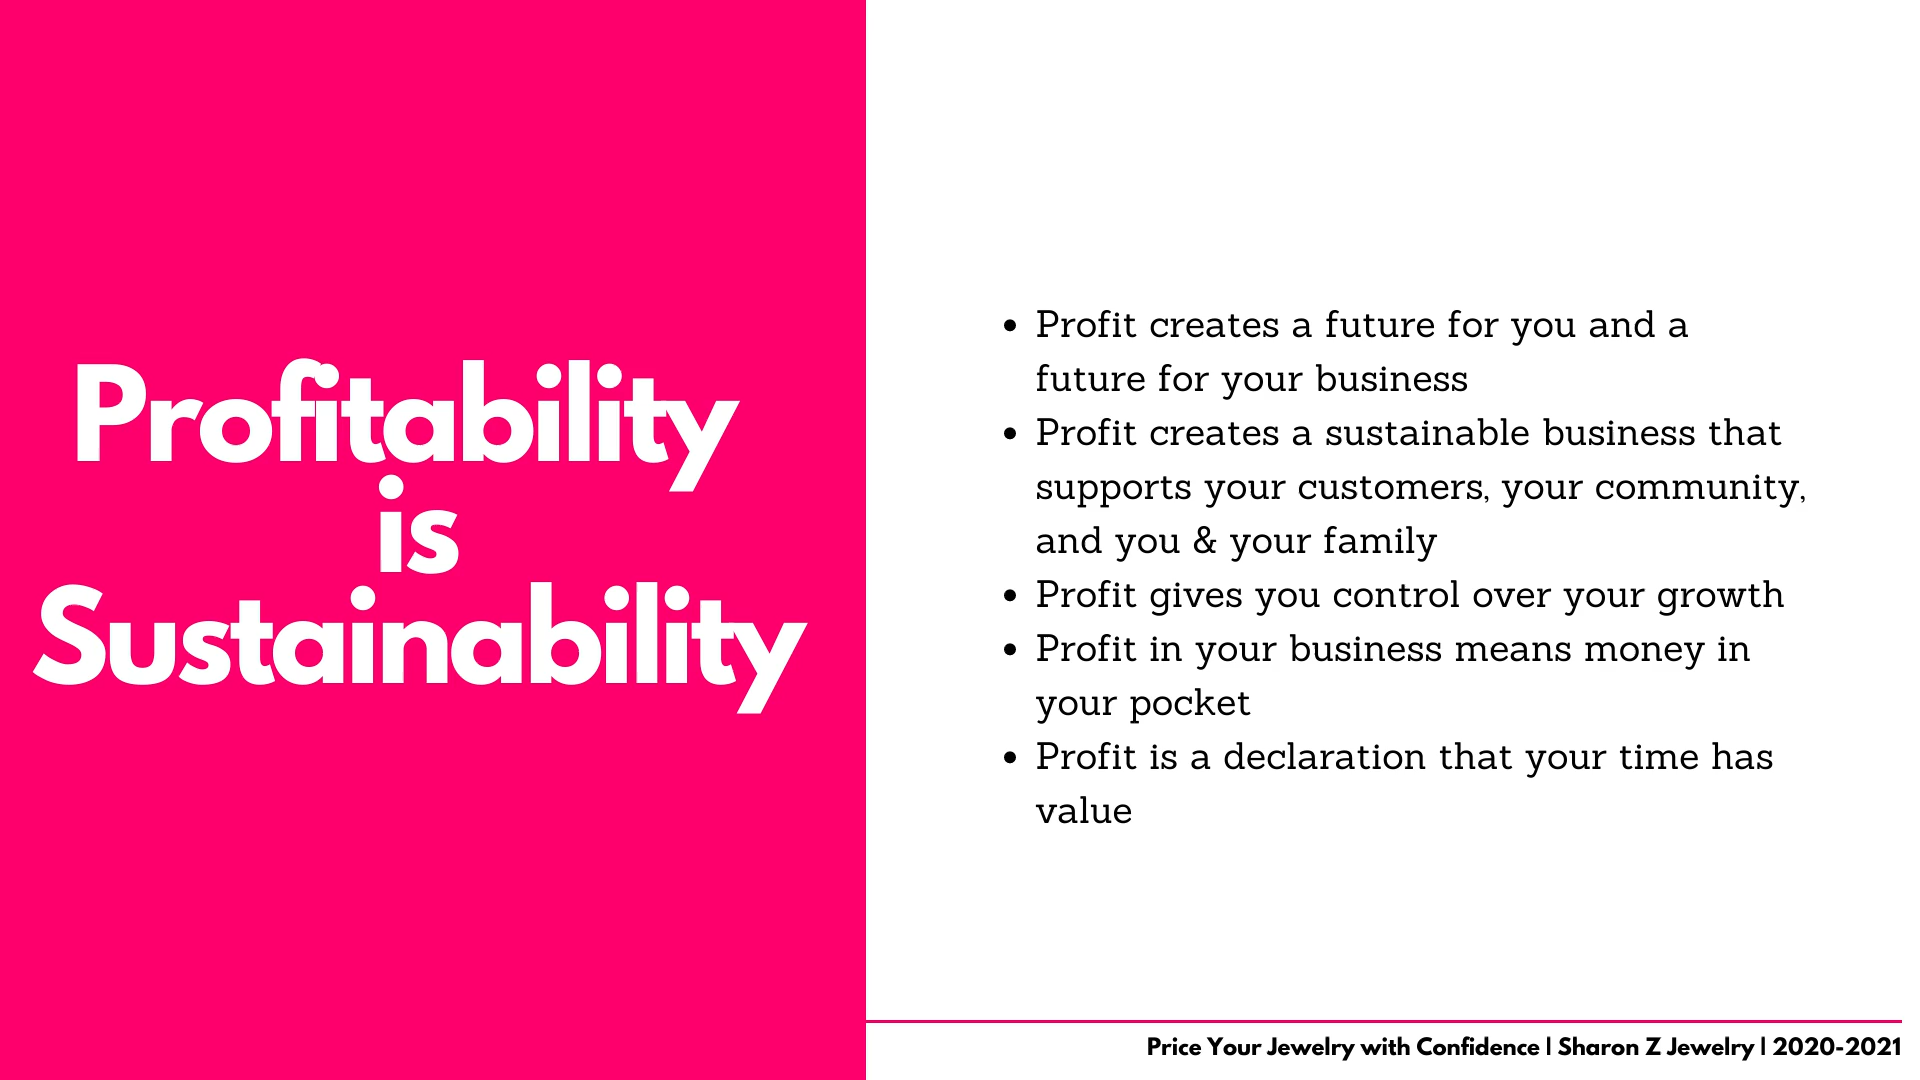 Profitability
is
Sustainability
• Profit creates a future for you and a
future for your business
• Profit creates a sustainable business that
supports your customers, your community,
and you & your family
• Profit gives you control over your growth
• Profit in your business means money in
your pocket
• Profit is a declaration that your time has
value
Price Your Jewelry with Confidence | Sharon Z Jewelry | 2020-2021